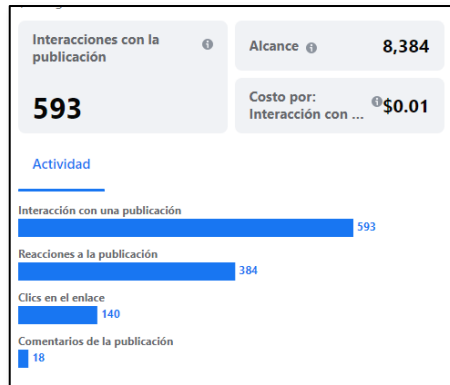 Interacciones con la
publicación
593
Alcance 8,384
Costo por:
Interacción con ... $0.01
Actividad
Interacción con una publicación
593
Reacciones a la publicación
384
Clics en el enlace
140
Comentarios de la publicación
18